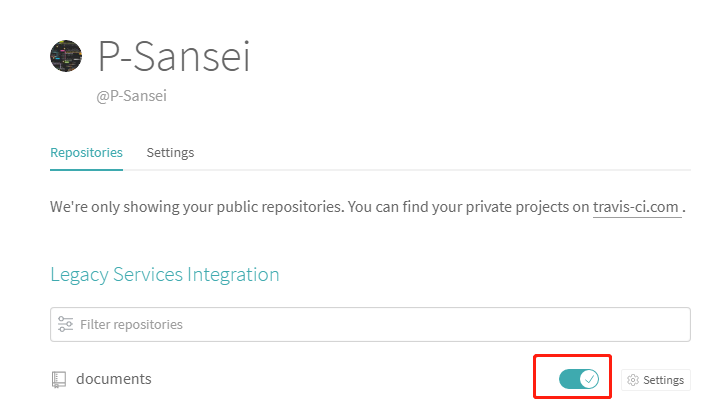 P-Sansei
@P-Sansei
Repositories Settings
We're only showing your public repositories. You can find your private projects on travis-ci.com .
Legacy Services Integration
Filter repositories
documents Settings